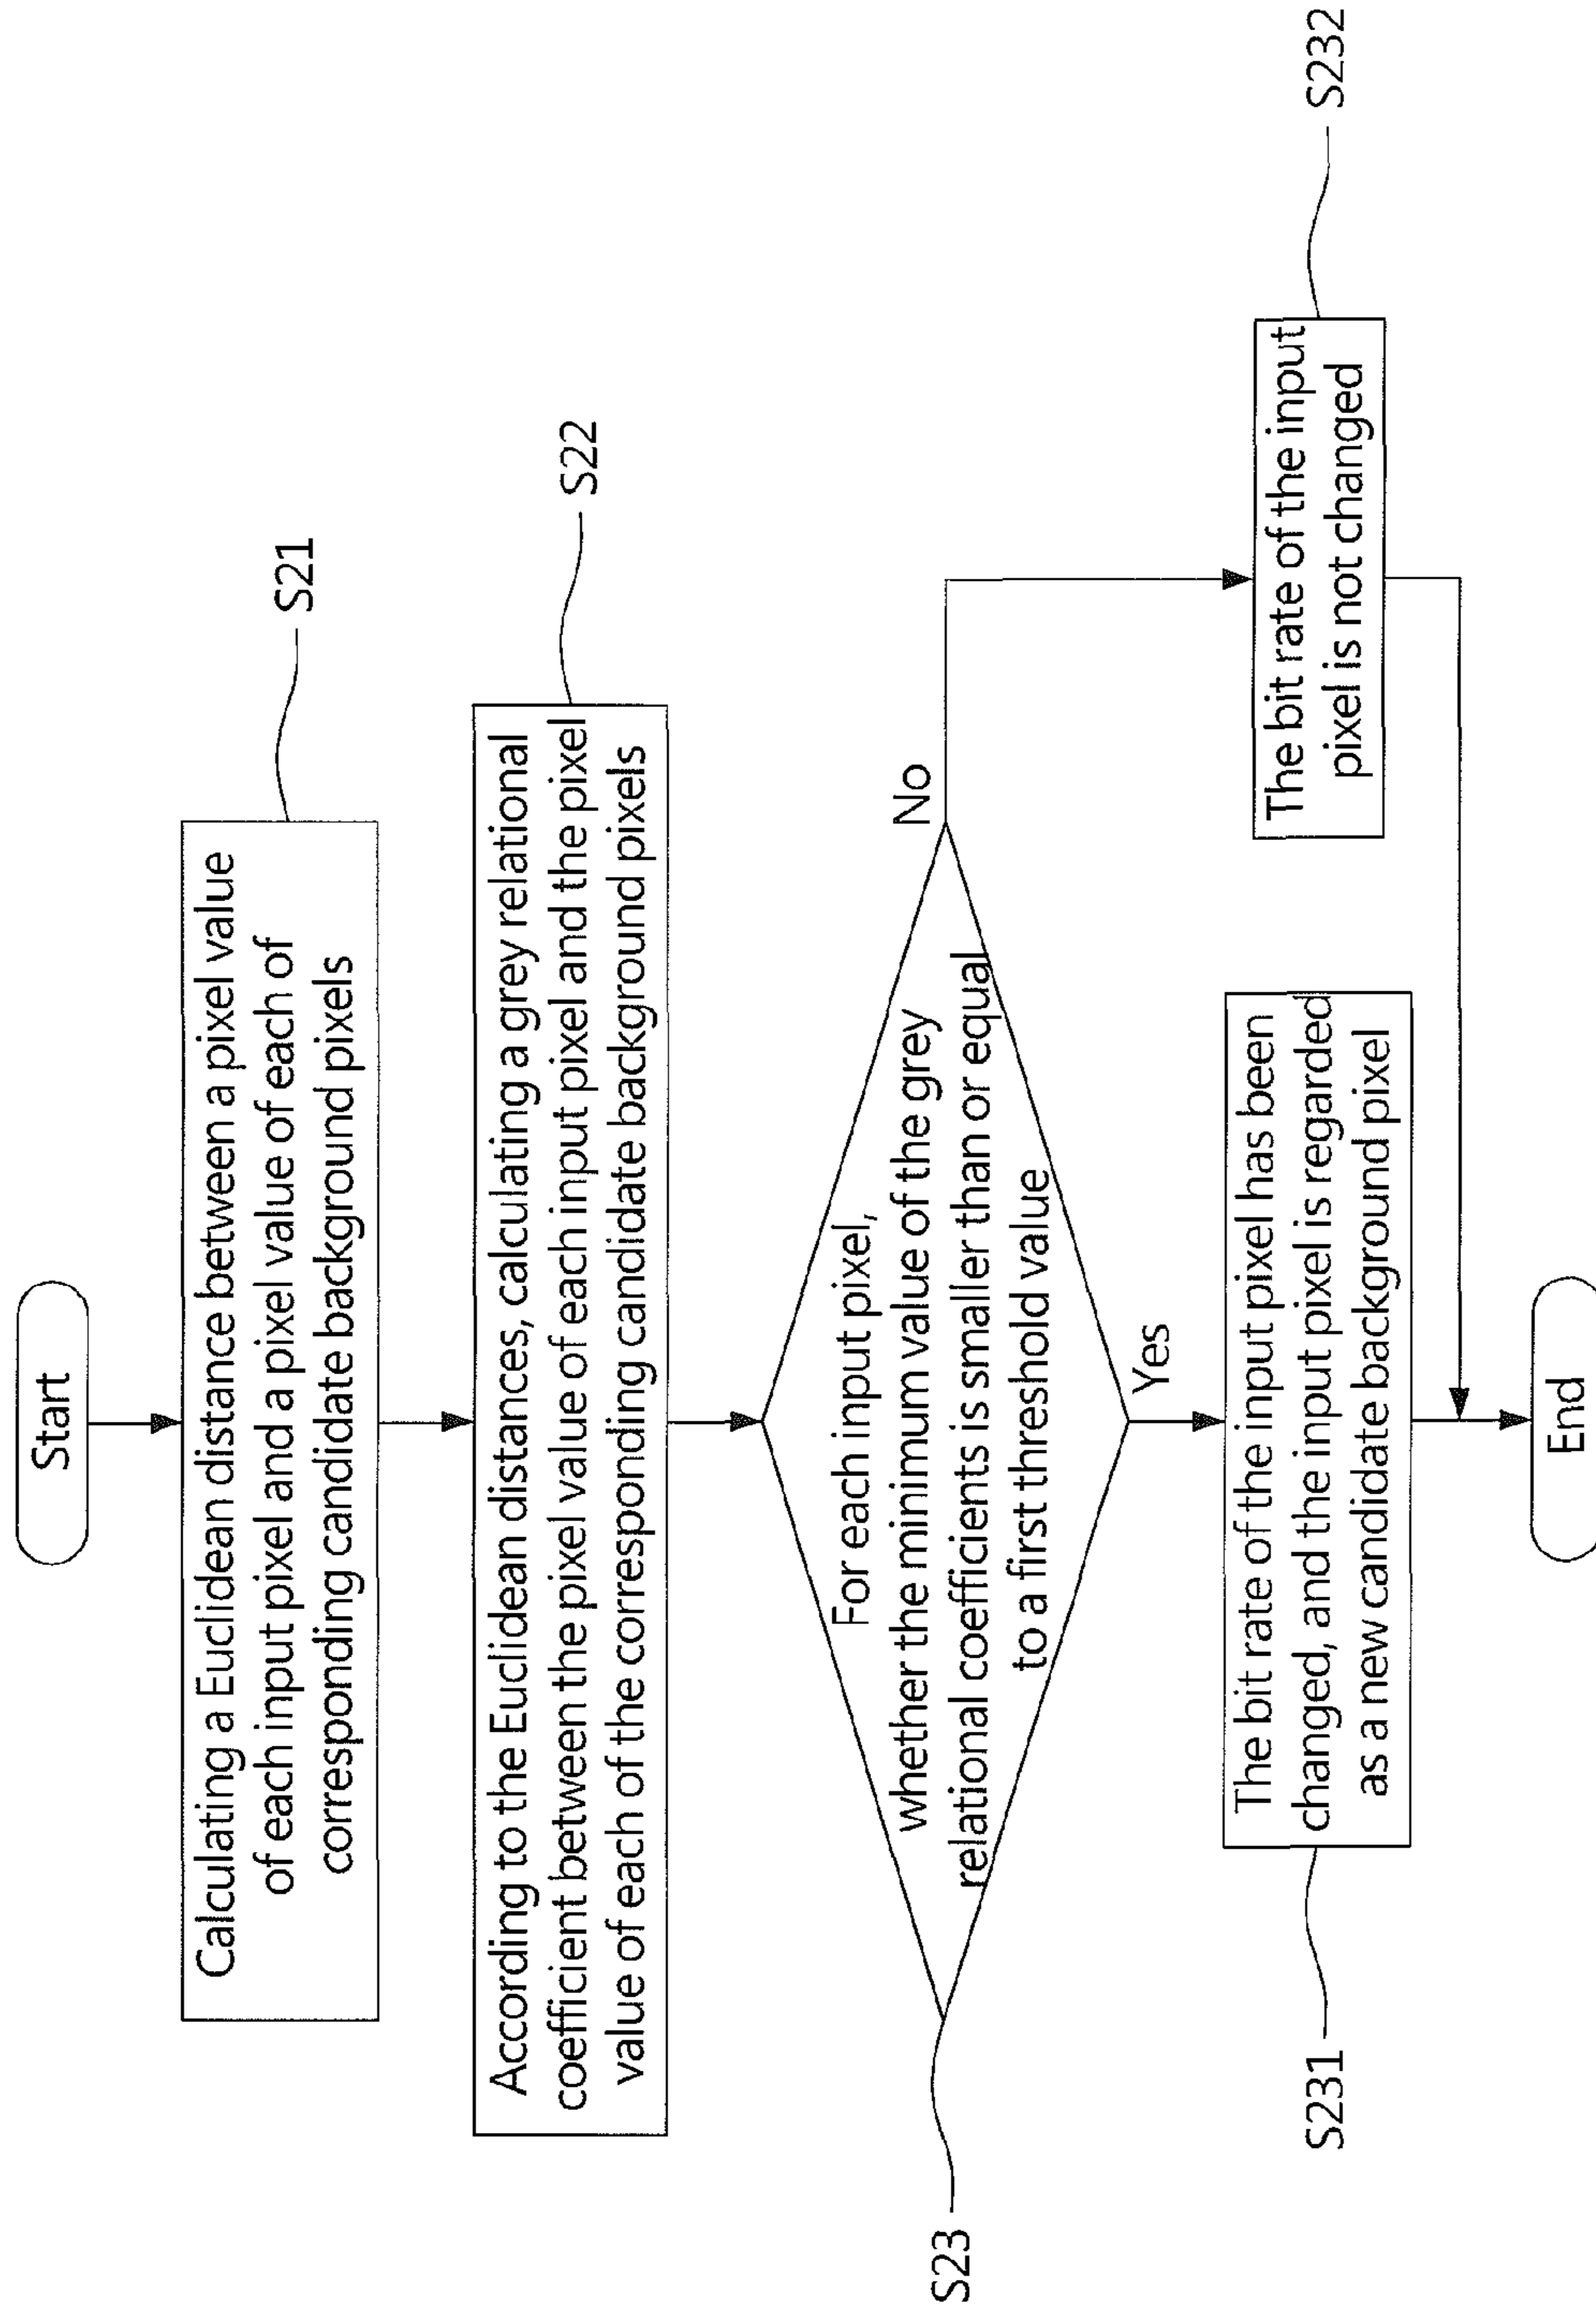 Start
Calculating a Euclidean distance between a pixel value
of each input pixel and a pixel value of each of
corresponding candidate background pixels
S21
According to the Euclidean distances, calculating a grey relational
coefficient between the pixel value of each input pixel and the pixel
value of each of the corresponding candidate background pixels
S22
For each input pixel,
whether the minimum value of the grey
relational coefficients is smaller than or equal
to a first threshold value
S23
No
Yes
The bit rate of the input pixel has been
changed, and the input pixel is regarded
as a new candidate background pixel
S231
The bit rate of the input
pixel is not changed
S232
End